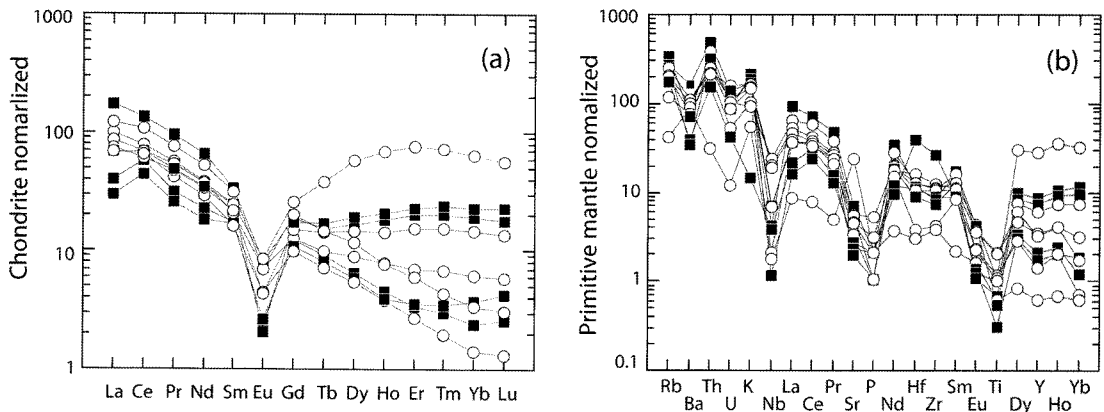 Chondrite nomarlized
1000
100
10
1
(a)
La Ce Pr Nd Sm Eu Gd Tb Dy Ho Er Tm Yb Lu
Primitive mantle nomalized
1000
100
10
1
0.1
(b)
Rb Th K La Pr P Hf Sm Ti Y Yb
Ba U Nb Ce Sr Nd Zr Eu Dy Ho